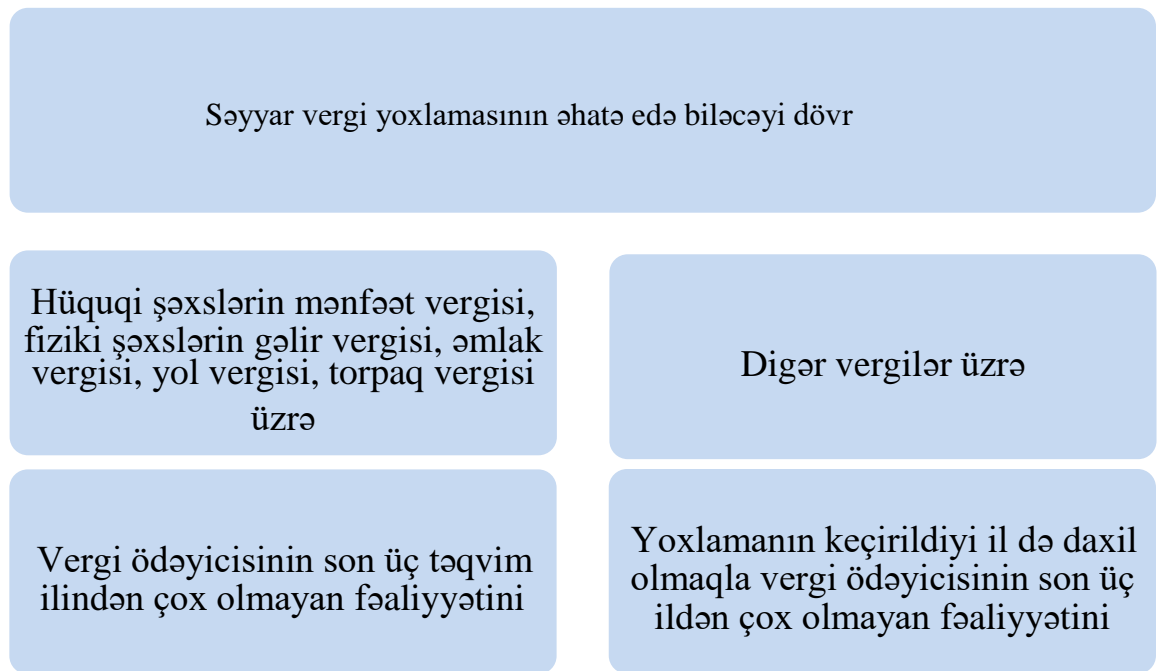 Səyyar vergi yoxlamasının əhatə edə biləcəyi dövr
Hüquqi şəxslərin mənfəət vergisi,
fiziki şəxslərin gəlir vergisi, əmlak
vergisi, yol vergisi, torpaq vergisi
üzrə
Digər vergilər üzrə
Vergi ödəyicisinin son üç təqvim
ilindən çox olmayan fəaliyyətini
Yoxlamanın keçirildiyi il də daxil
olmaqla vergi ödəyicisinin son üç
ildən çox olmayan fəaliyyətini